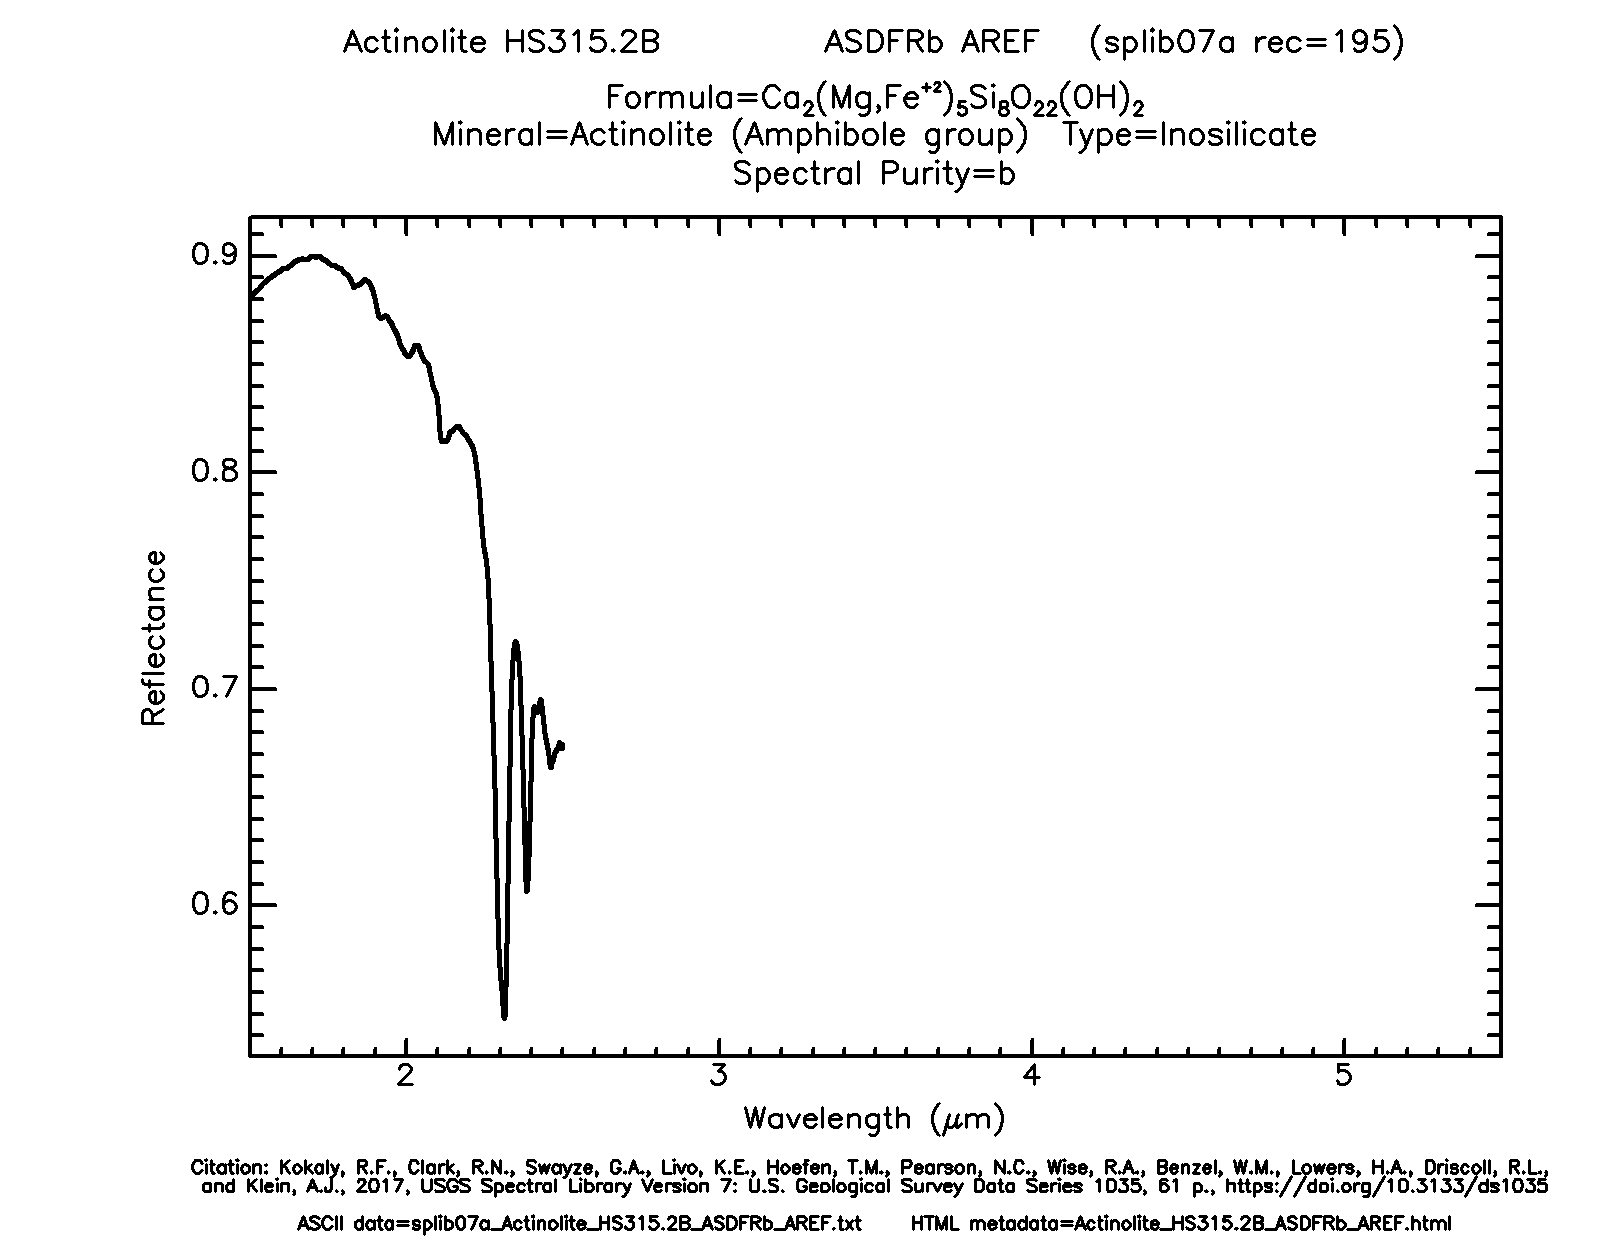 Actinolite HS315.2B ASDFRb AREF (splib07a rec=195)
Formula=Ca₂(Mg,Fe⁺²)₅Si₈O₂₂(OH)₂
Mineral=Actinolite (Amphibole group) Type=Inosilicate
Spectral Purity=b
0.9
0.8
0.7
0.6
Reflectance
2 3 4 5
Wavelength (μm)
Citation: Kokaly, R.F., Clark, R.N., Swayze, G.A., Livo, K.E., Hoefen, T.M., Pearson, N.C., Wise, R.A., Benzel, W.M., Lowers, H.A., Driscoll, R.L.,
and Klein, A.J., 2017, USGS Spectral Library Version 7: U.S. Geological Survey Data Series 1035, 61 p., https://doi.org/10.3133/ds1035
ASCII data=splib07a_Actinolite_HS315.2B_ASDFRb_AREF.txt HTML metadata=Actinolite_HS315.2B_ASDFRb_AREF.html